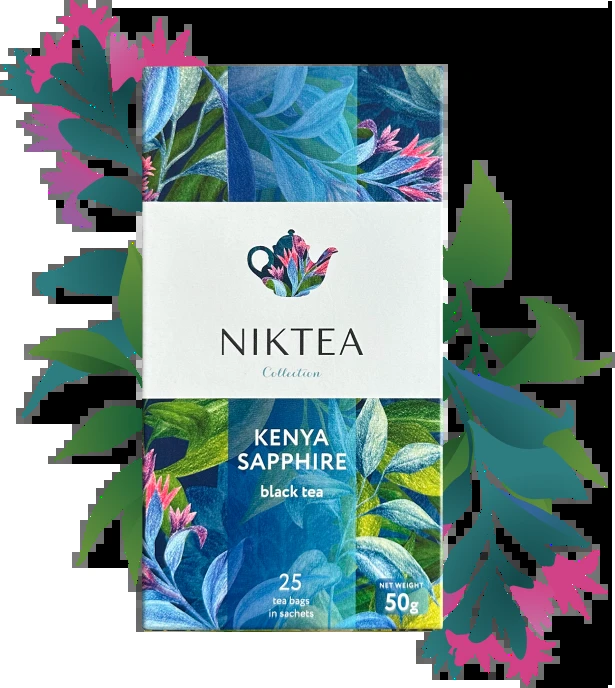 NIKTEA
Collection
KENYA
SAPPHIRE
black tea
25
tea bags
in sachets
NET WEIGHT
50g